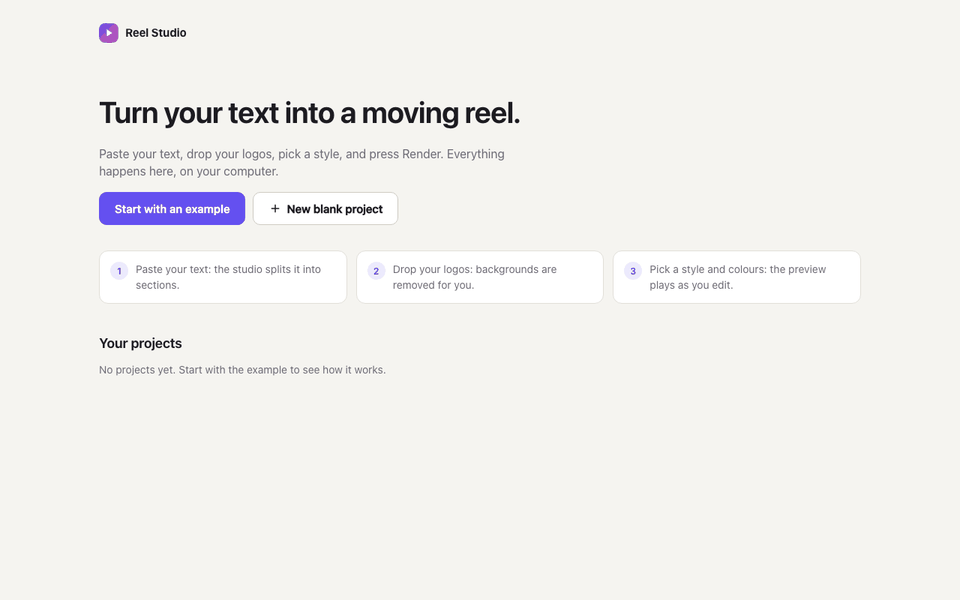 Reel Studio
Turn your text into a moving reel.
Paste your text, drop your logos, pick a style, and press Render. Everything
happens here, on your computer.
Start with an example
+ New blank project
1 Paste your text: the studio splits it into
sections.
2 Drop your logos: backgrounds are
removed for you.
3 Pick a style and colours: the preview
plays as you edit.
Your projects
No projects yet. Start with the example to see how it works.